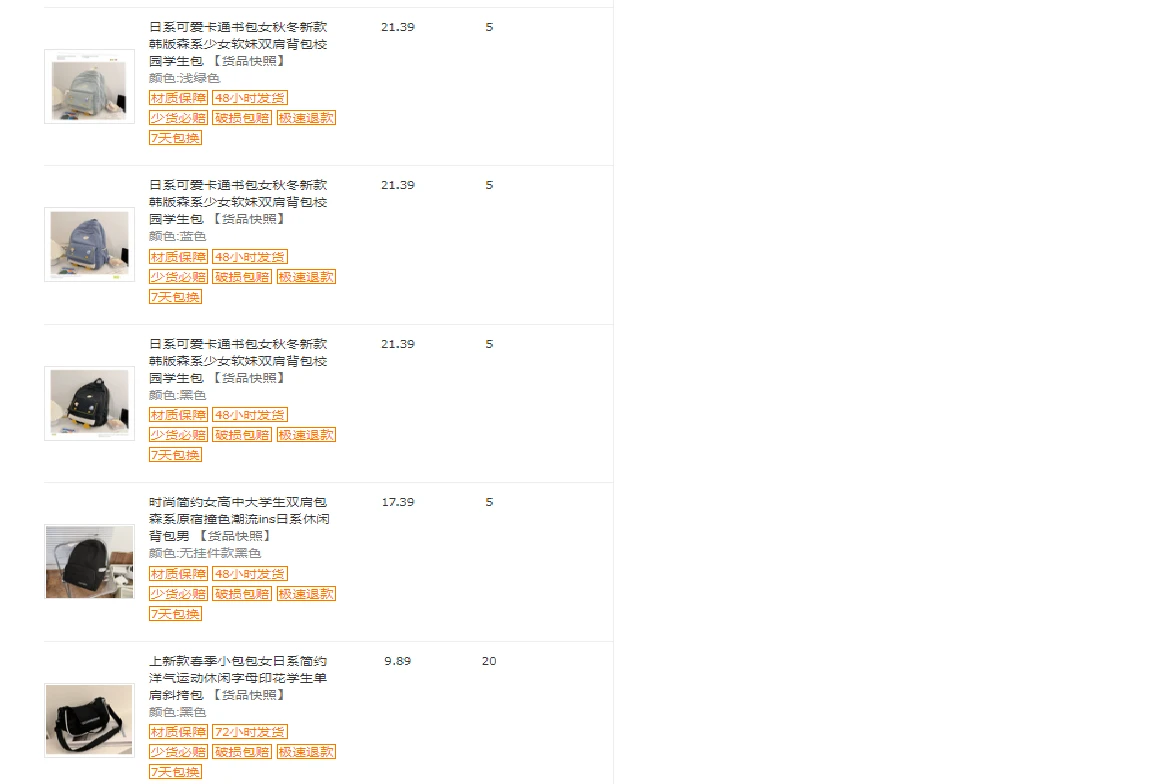 日系可爱卡通书包女秋冬新款 21.39 5
韩版森系少女软妹双肩背包校
园学生包 【货品快照】
颜色:浅绿色
材质保障 48小时发货
少货必赔 破损包赔 极速退款
7天包换
日系可爱卡通书包女秋冬新款 21.39 5
韩版森系少女软妹双肩背包校
园学生包 【货品快照】
颜色:蓝色
材质保障 48小时发货
少货必赔 破损包赔 极速退款
7天包换
日系可爱卡通书包女秋冬新款 21.39 5
韩版森系少女软妹双肩背包校
园学生包 【货品快照】
颜色:黑色
材质保障 48小时发货
少货必赔 破损包赔 极速退款
7天包换
时尚简约女高中大学生双肩包 17.39 5
森系原宿撞色潮流ins日系休闲
背包男 【货品快照】
颜色:无挂件款黑色
材质保障 48小时发货
少货必赔 破损包赔 极速退款
7天包换
上新款春季小包包女日系简约 9.89 20
洋气运动休闲字母印花学生单
肩斜挎包 【货品快照】
颜色:黑色
材质保障 72小时发货
少货必赔 破损包赔 极速退款
7天包换